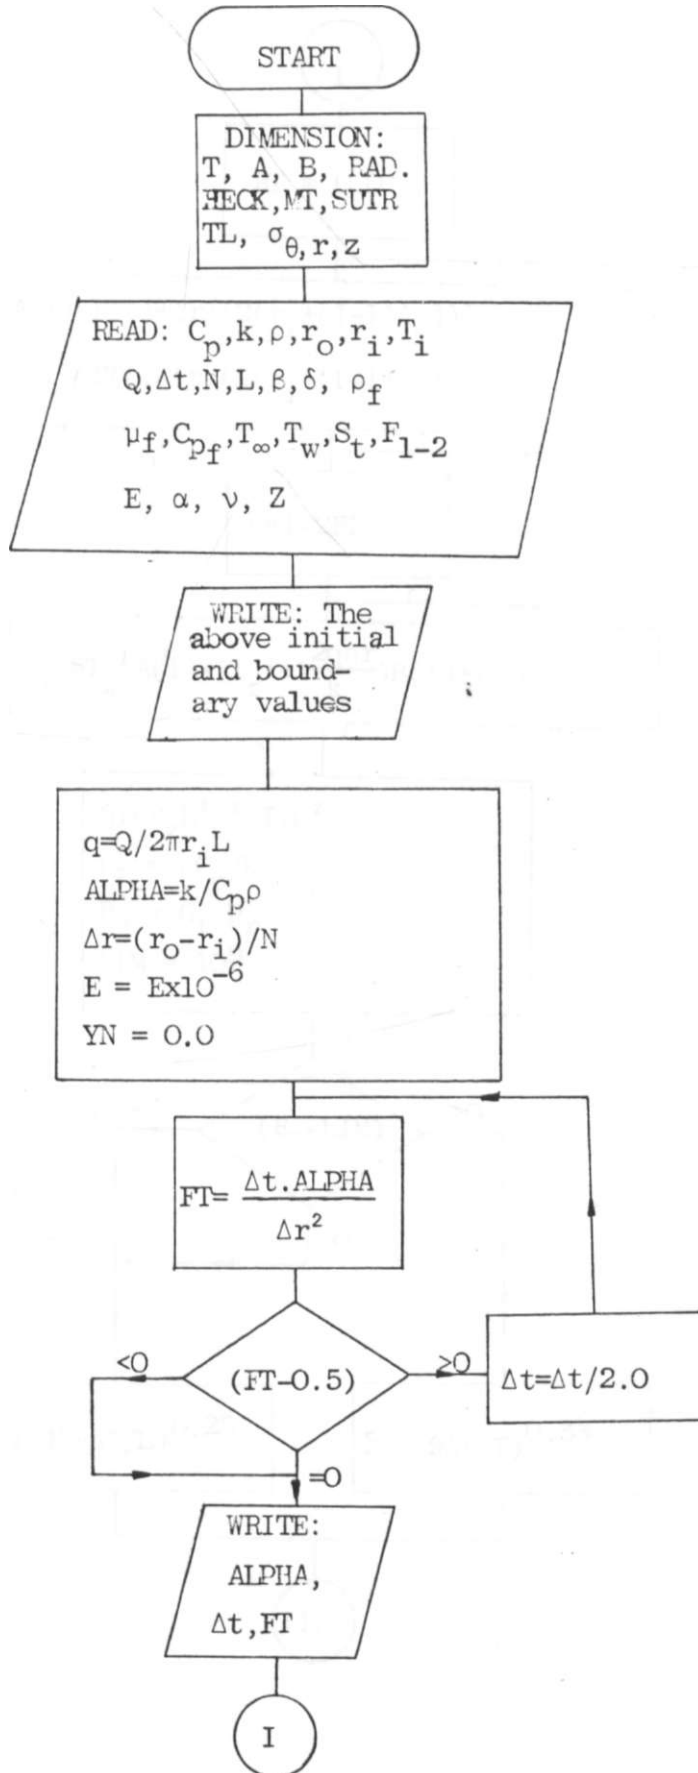 START
DIMENSION:
T, A, B, RAD.
HECK,MT,SUTR
TL, σθ,r,z
READ: Cp,k,ρ,ro,ri,Ti
Q,Δt,N,L,β,δ, ρf
μf,Cpf,T∞,Tw,St,F1-2
E, α, ν, Z
WRITE: The
above initial
and bound-
ary values
q=Q/2πriL
ALPHA=k/Cpρ
Δr=(ro-ri)/N
E = Ex10⁻⁶
YN = 0.0
FT= Δt.ALPHA
Δr²
<0
(FT-0.5)
≥0
Δt=Δt/2.0
=0
WRITE:
ALPHA,
Δt,FT
I